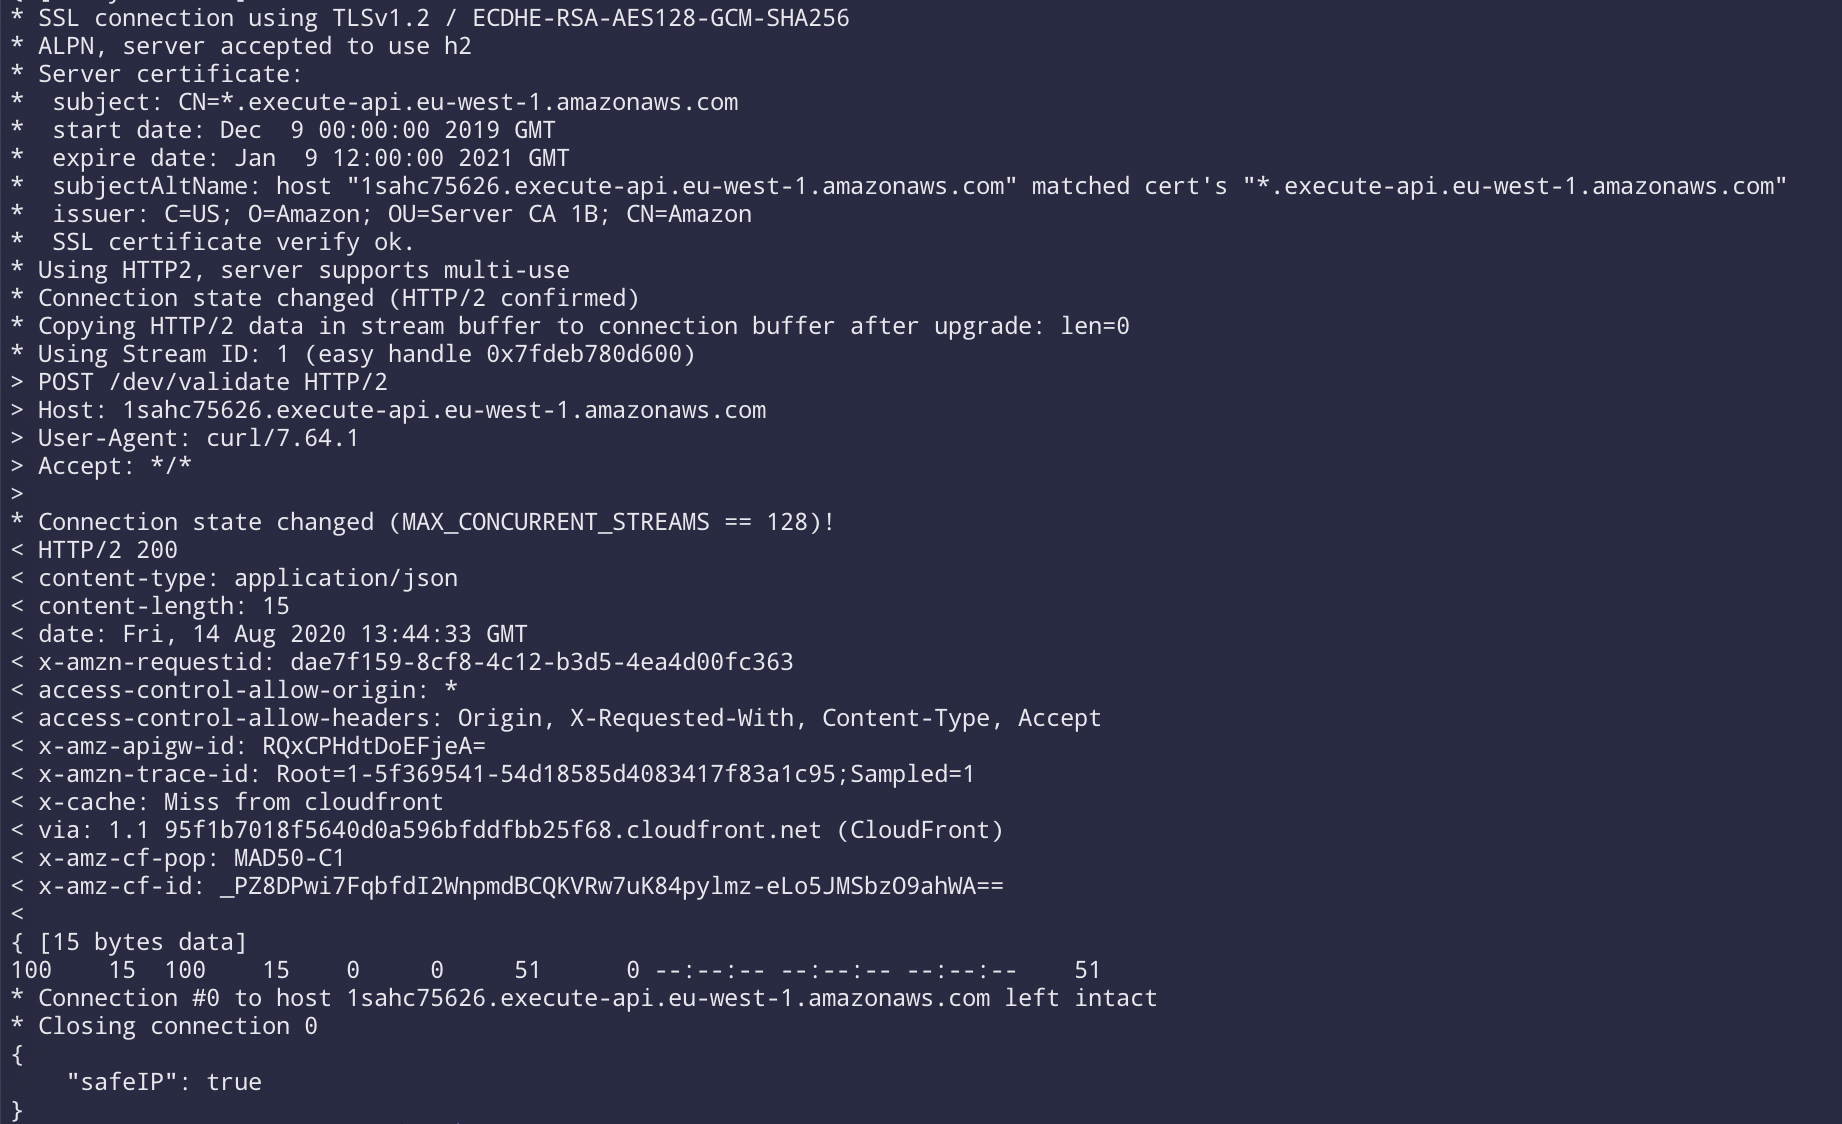 * SSL connection using TLSv1.2 / ECDHE-RSA-AES128-GCM-SHA256
* ALPN, server accepted to use h2
* Server certificate:
*  subject: CN=*.execute-api.eu-west-1.amazonaws.com
*  start date: Dec  9 00:00:00 2019 GMT
*  expire date: Jan  9 12:00:00 2021 GMT
*  subjectAltName: host "1sahc75626.execute-api.eu-west-1.amazonaws.com" matched cert's "*.execute-api.eu-west-1.amazonaws.com"
*  issuer: C=US; O=Amazon; OU=Server CA 1B; CN=Amazon
*  SSL certificate verify ok.
* Using HTTP2, server supports multi-use
* Connection state changed (HTTP/2 confirmed)
* Copying HTTP/2 data in stream buffer to connection buffer after upgrade: len=0
* Using Stream ID: 1 (easy handle 0x7fdeb780d600)
> POST /dev/validate HTTP/2
> Host: 1sahc75626.execute-api.eu-west-1.amazonaws.com
> User-Agent: curl/7.64.1
> Accept: */*
>
* Connection state changed (MAX_CONCURRENT_STREAMS == 128)!
< HTTP/2 200
< content-type: application/json
< content-length: 15
< date: Fri, 14 Aug 2020 13:44:33 GMT
< x-amzn-requestid: dae7f159-8cf8-4c12-b3d5-4ea4d00fc363
< access-control-allow-origin: *
< access-control-allow-headers: Origin, X-Requested-With, Content-Type, Accept
< x-amz-apigw-id: RQxCPHdtDoEFjeA=
< x-amzn-trace-id: Root=1-5f369541-54d18585d4083417f83a1c95;Sampled=1
< x-cache: Miss from cloudfront
< via: 1.1 95f1b7018f5640d0a596bfddfbb25f68.cloudfront.net (CloudFront)
< x-amz-cf-pop: MAD50-C1
< x-amz-cf-id: _PZ8DPwi7FqbfdI2WnpmdBCQKVRw7uK84pylmz-eLo5JMSbzO9ahWA==
<
{ [15 bytes data]
100    15  100    15    0     0     51      0 --:--:-- --:--:-- --:--:--    51
* Connection #0 to host 1sahc75626.execute-api.eu-west-1.amazonaws.com left intact
* Closing connection 0
{
    "safeIP": true
}